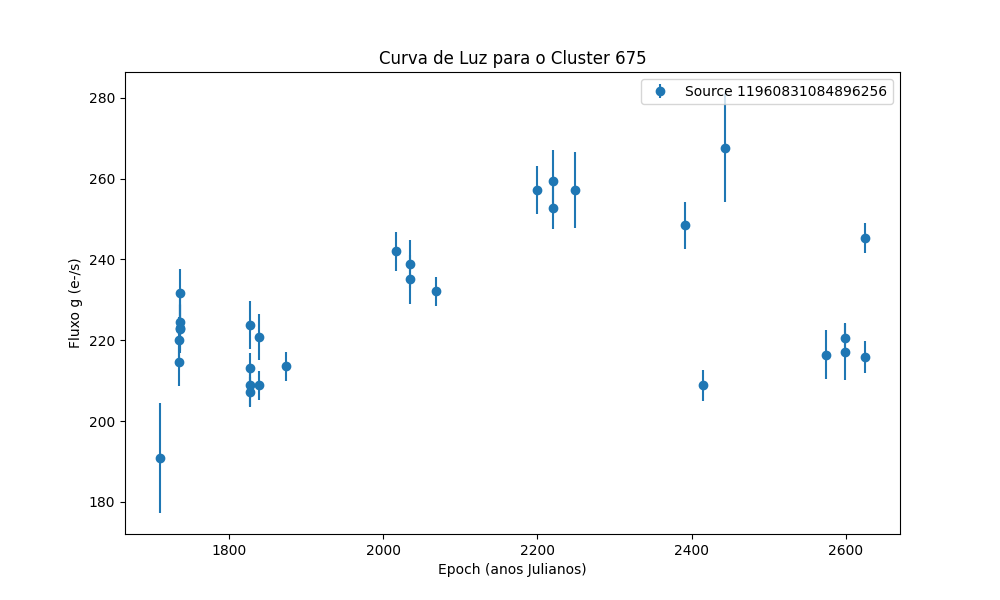 Curva de Luz para o Cluster 675
Source 11960831084896256
Fluxo g (e-/s)
280
260
240
220
200
180
1800
2000
2200
2400
2600
Epoch (anos Julianos)